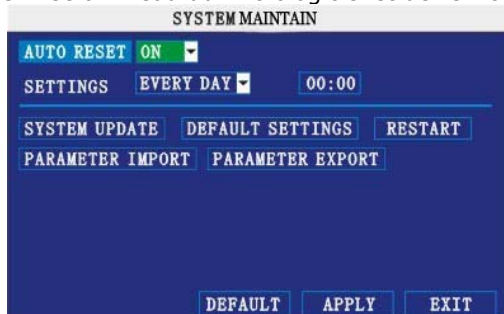 SYSTEM MAINTAIN
AUTO RESET ON
SETTINGS EVERY DAY 00:00
SYSTEM UPDATE DEFAULT SETTINGS RESTART
PARAMETER IMPORT PARAMETER EXPORT
DEFAULT APPLY EXIT